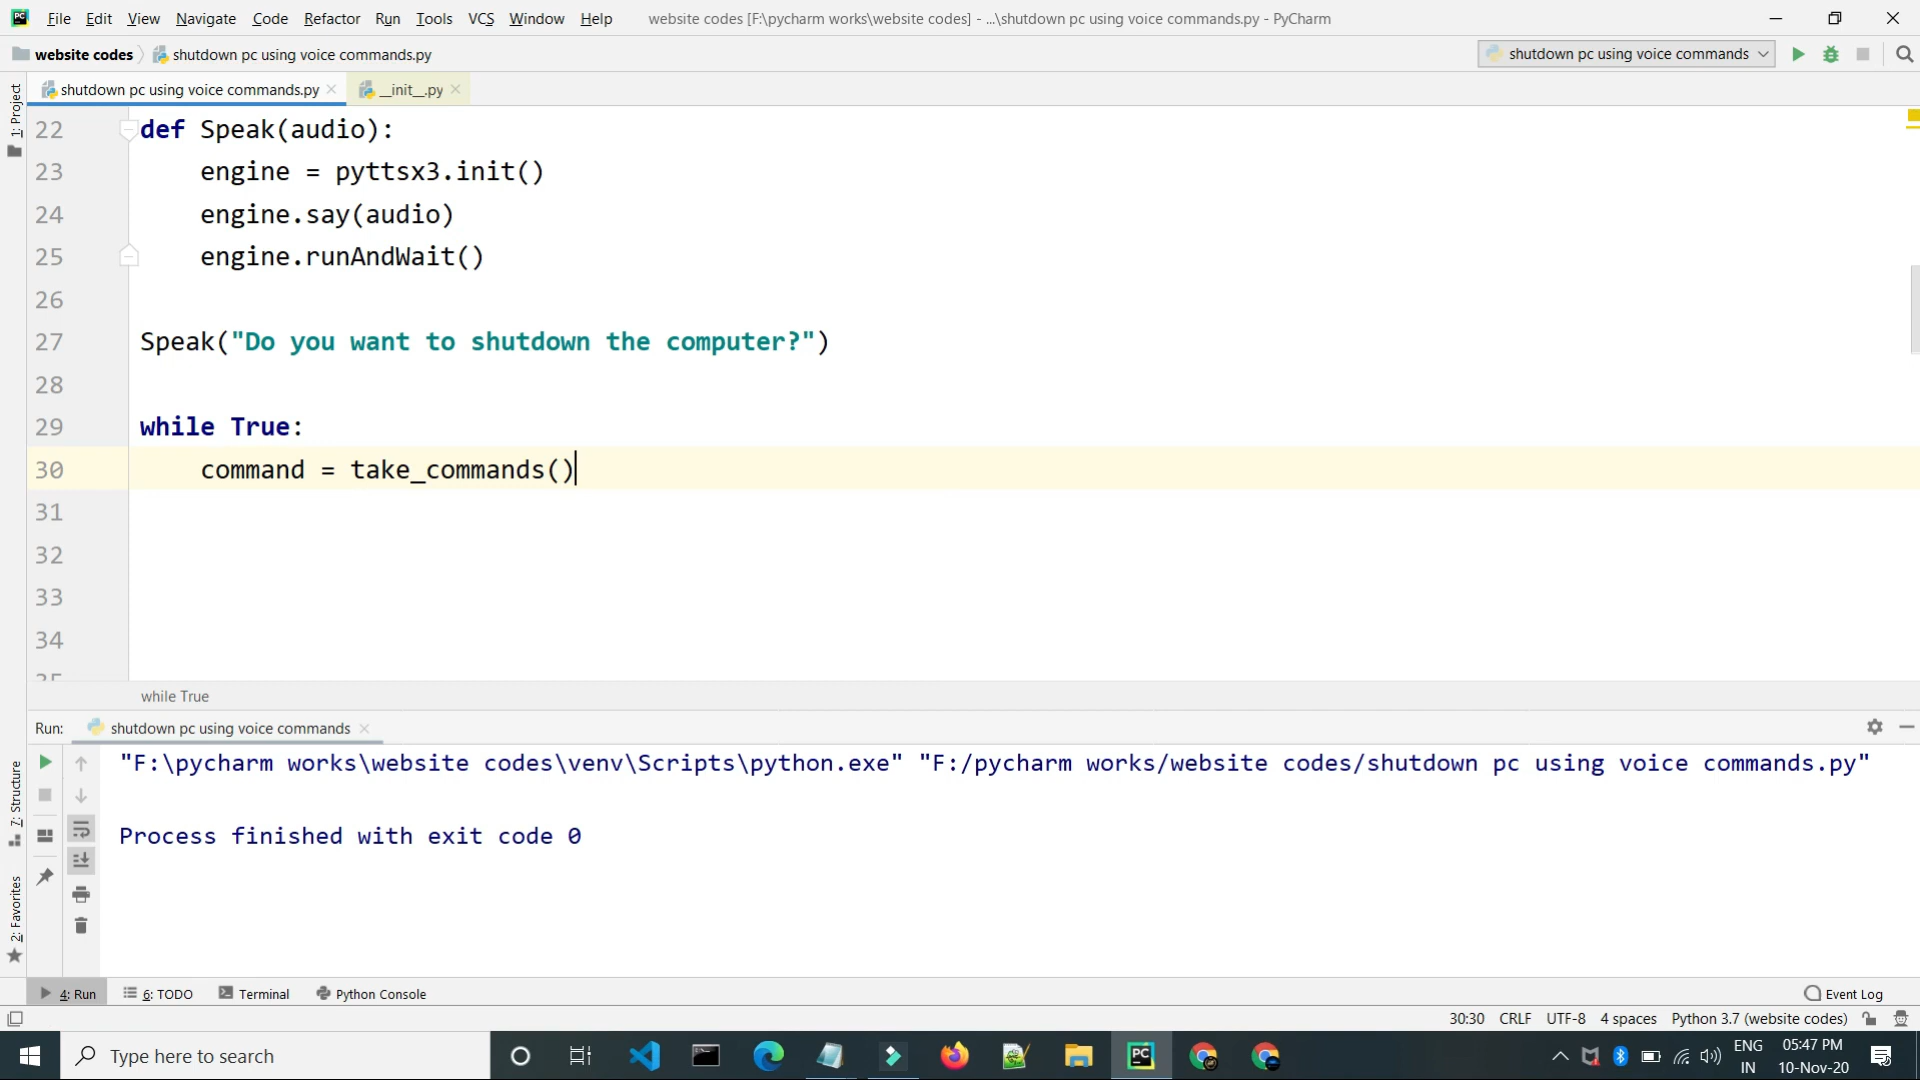 File Edit View Navigate Code Refactor Run Tools VCS Window Help website codes [F:\pycharm works\website codes] - ...\shutdown pc using voice commands.py - PyCharm
website codes shutdown pc using voice commands.py shutdown pc using voice commands
shutdown pc using voice commands.py __init__.py
1: Project
22 def Speak(audio):
23     engine = pyttsx3.init()
24     engine.say(audio)
25     engine.runAndWait()
26
27 Speak("Do you want to shutdown the computer?")
28
29 while True:
30     command = take_commands()
31
32
33
34
35
while True
Run: shutdown pc using voice commands
"F:\pycharm works\website codes\venv\Scripts\python.exe" "F:/pycharm works/website codes/shutdown pc using voice commands.py"
Process finished with exit code 0
7: Structure
2: Favorites
4: Run 6: TODO Terminal Python Console Event Log
30:30 CRLF UTF-8 4 spaces Python 3.7 (website codes)
Type here to search
ENG 05:47 PM
IN 10-Nov-20